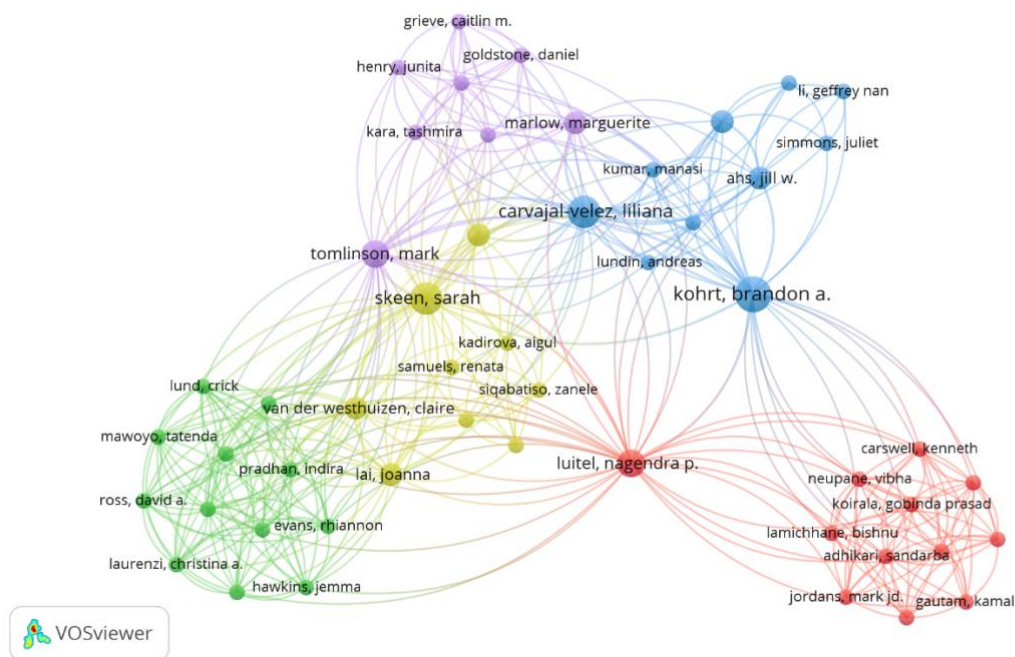 grieve, caitlin m.
goldstone, daniel
henry, junita
li, geffrey nan
marlow, marguerite
kara, tashmira
simmons, juliet
kumar, manasi
ahs, jill w.
carvajal-velez, liliana
tomlinson, mark
lundin, andreas
skeen, sarah
kohrt, brandon a.
kadirova, aigul
samuels, renata
lund, crick
siqabatiso, zanele
van der westhuizen, claire
mawoyo, tatenda
carswell, kenneth
luitel, nagendra p.
pradhan, indira
lai, joanna
neupane, vibha
ross, david a.
koirala, gobinda prasad
evans, rhiannon
lamichhane, bishnu
adhikari, sandarba
laurenzi, christina a.
hawkins, jemma
jordans, mark jd.
gautam, kamal
VOSviewer